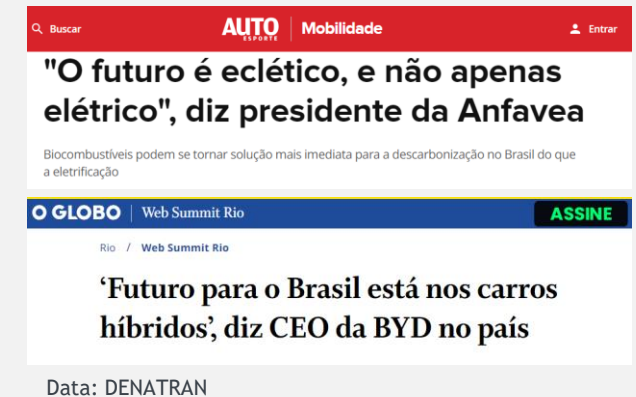 Buscar
AUTO ESPORTE Mobilidade
Entrar
"O futuro é eclético, e não apenas
elétrico", diz presidente da Anfavea
Biocombustíveis podem se tornar solução mais imediata para a descarbonização no Brasil do que
a eletrificação
O GLOBO Web Summit Rio
ASSINE
Rio / Web Summit Rio
‘Futuro para o Brasil está nos carros
híbridos’, diz CEO da BYD no país
Data: DENATRAN